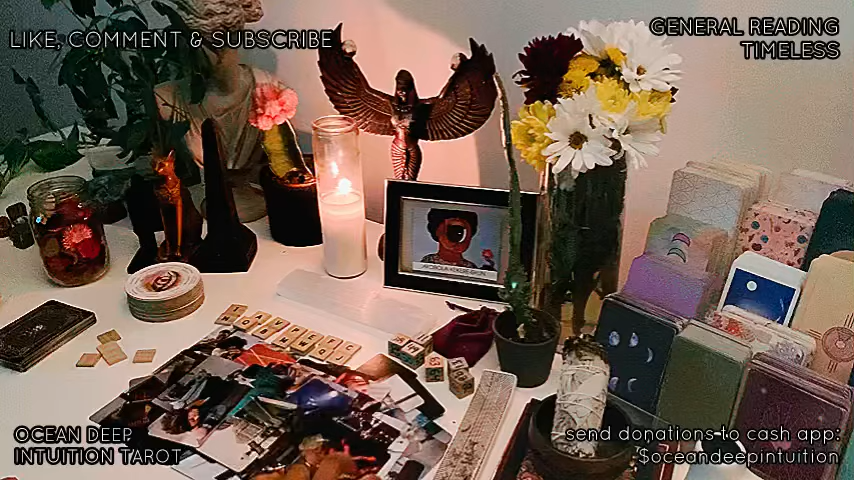 LIKE, COMMENT & SUBSCRIBE
GENERAL READING
TIMELESS
OCEAN DEEP
INTUITION TAROT
send donations to cash app:
$oceandeepintuition